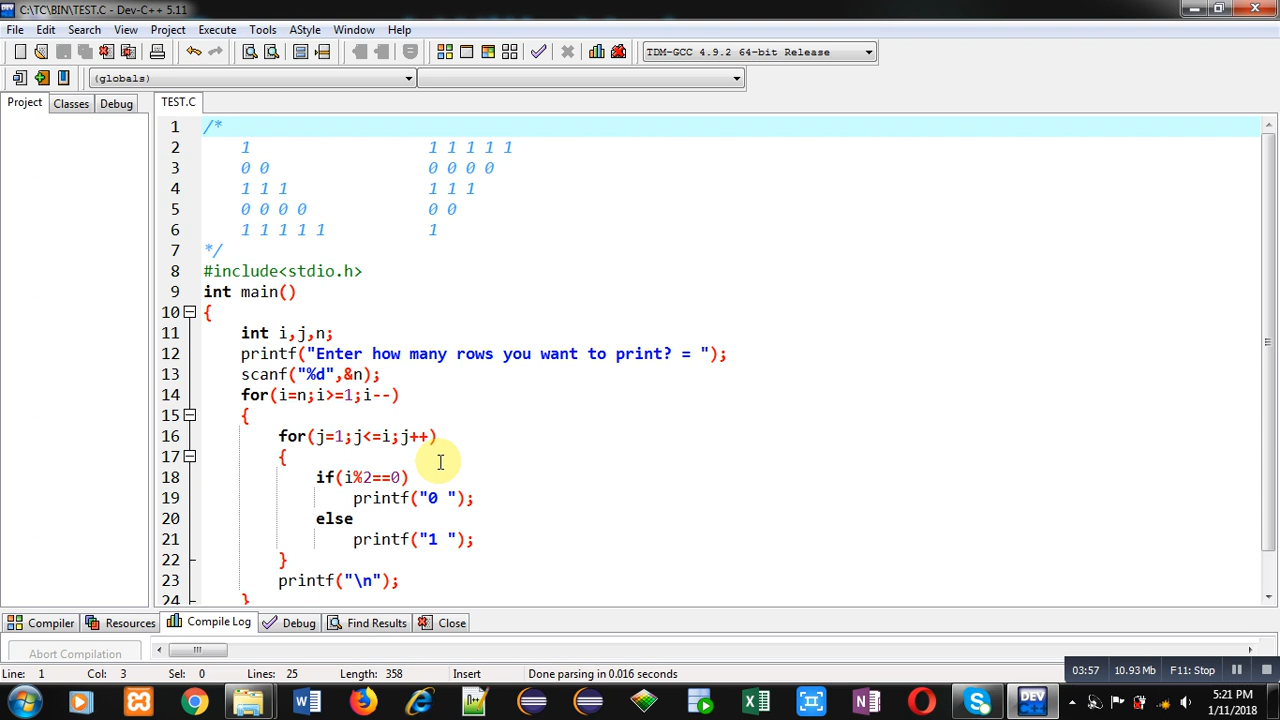 C:\TC\BIN\TEST.C - Dev-C++ 5.11
File Edit Search View Project Execute Tools AStyle Window Help
TDM-GCC 4.9.2 64-bit Release
(globals)
Project Classes Debug TEST.C
1 /*
2 1 1 1 1 1 1
3 0 0 0 0 0 0
4 1 1 1 1 1 1
5 0 0 0 0 0 0
6 1 1 1 1 1 1
7 */
8 #include<stdio.h>
9 int main()
10 {
11 int i,j,n;
12 printf("Enter how many rows you want to print? = ");
13 scanf("%d",&n);
14 for(i=n;i>=1;i--)
15 {
16 for(j=1;j<=i;j++)
17 {
18 if(i%2==0)
19 printf("0 ");
20 else
21 printf("1 ");
22 }
23 printf("\n");
24 }
Compiler Resources Compile Log Debug Find Results Close
Abort Compilation
Line: 1 Col: 3 Sel: 0 Lines: 25 Length: 358 Insert Done parsing in 0.016 seconds
03:57 10.93 Mb F11: Stop
DEV
5:21 PM
1/11/2018